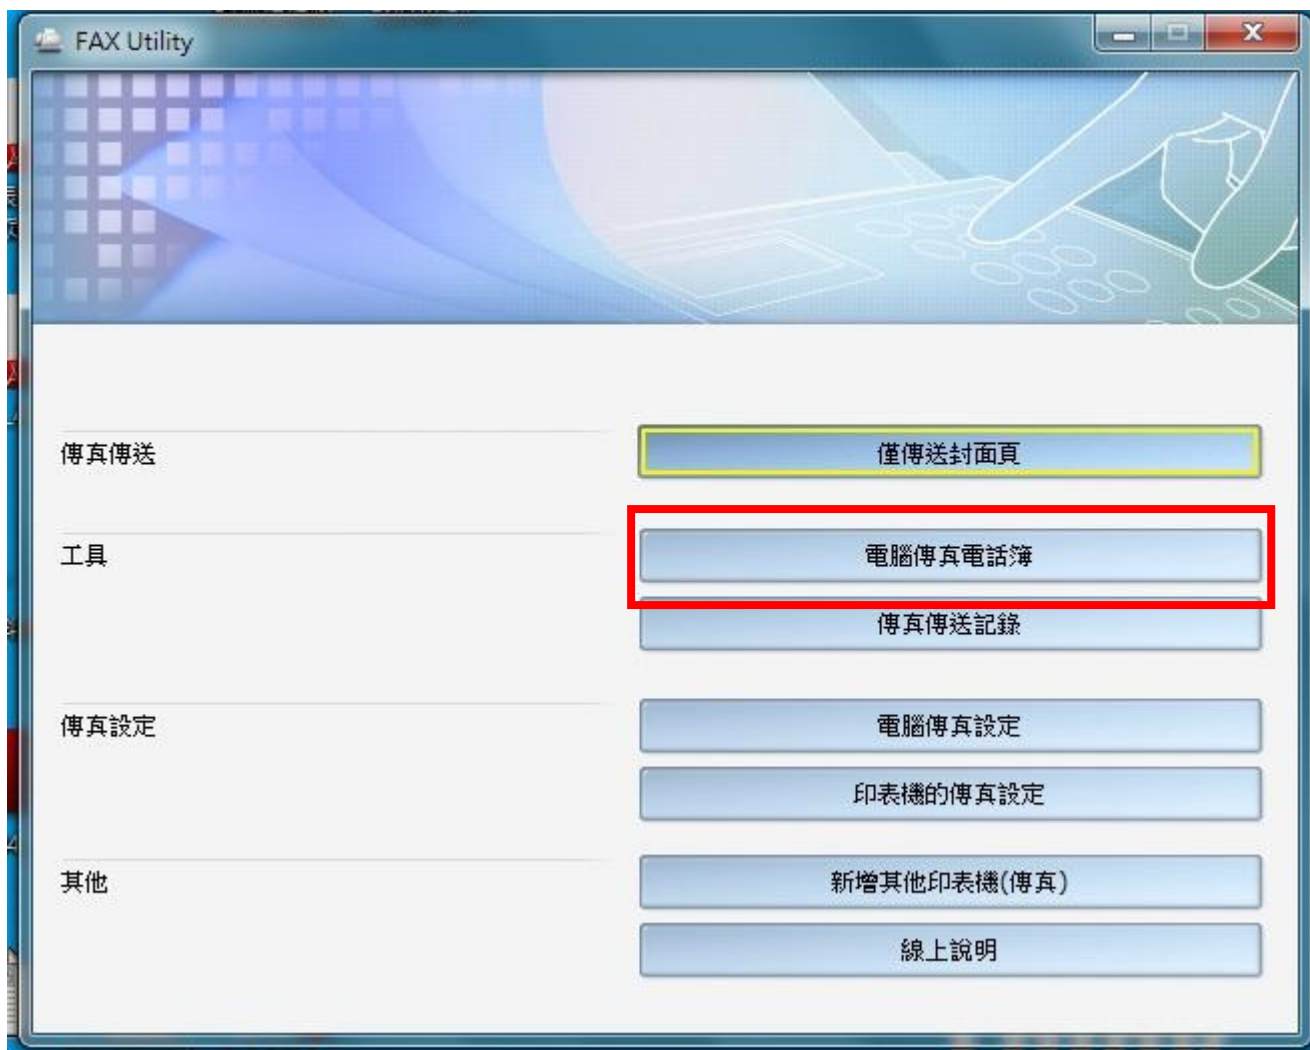 FAX Utility
傳真傳送
僅傳送封面頁
工具
電腦傳真電話簿
傳真傳送記錄
傳真設定
電腦傳真設定
印表機的傳真設定
其他
新增其他印表機(傳真)
線上說明